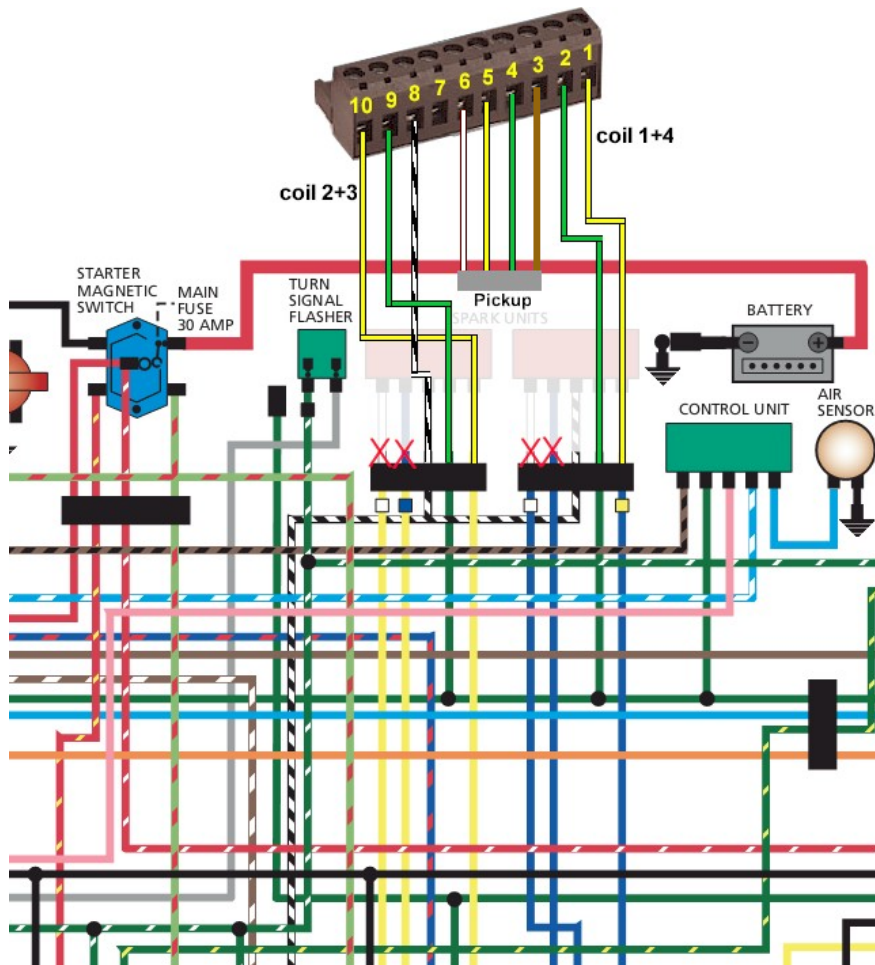 10 9 8 7 6 5 4 3 2 1
coil 1+4
coil 2+3
STARTER
MAGNETIC
SWITCH
MAIN
FUSE
30 AMP
TURN
SIGNAL
FLASHER
Pickup
SPARK UNITS
BATTERY
− +
CONTROL UNIT
AIR
SENSOR